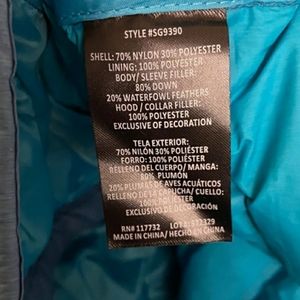 STYLE #SG9390
SHELL: 70% NYLON 30% POLYESTER
LINING: 100% POLYESTER
BODY/ SLEEVE FILLER:
80% DOWN
20% WATERFOWL FEATHERS
HOOD / COLLAR FILLER:
100% POLYESTER
EXCLUSIVE OF DECORATION
TELA EXTERIOR:
70% NILÓN 30% POLIÉSTER
FORRO: 100% POLIÉSTER
RELLENO DEL CUERPO/ MANGA:
80% PLUMÓN
20% PLUMAS DE AVES ACUÁTICOS
RELLENO DE LA CAPUCHA/ CUELLO:
100% POLIÉSTER
EXCLUSIVO DE DECORACIÓN
RN# 117732 LOT#
MADE IN CHINA/ HECHO EN CHINA